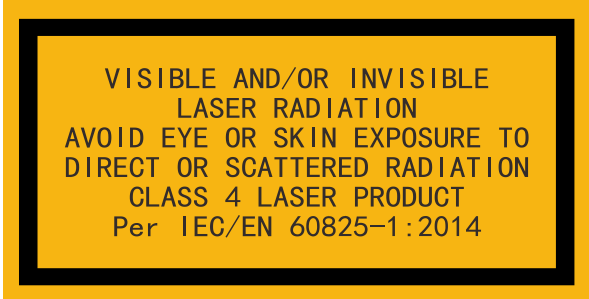 VISIBLE AND/OR INVISIBLE
LASER RADIATION
AVOID EYE OR SKIN EXPOSURE TO
DIRECT OR SCATTERED RADIATION
CLASS 4 LASER PRODUCT
Per IEC/EN 60825-1:2014